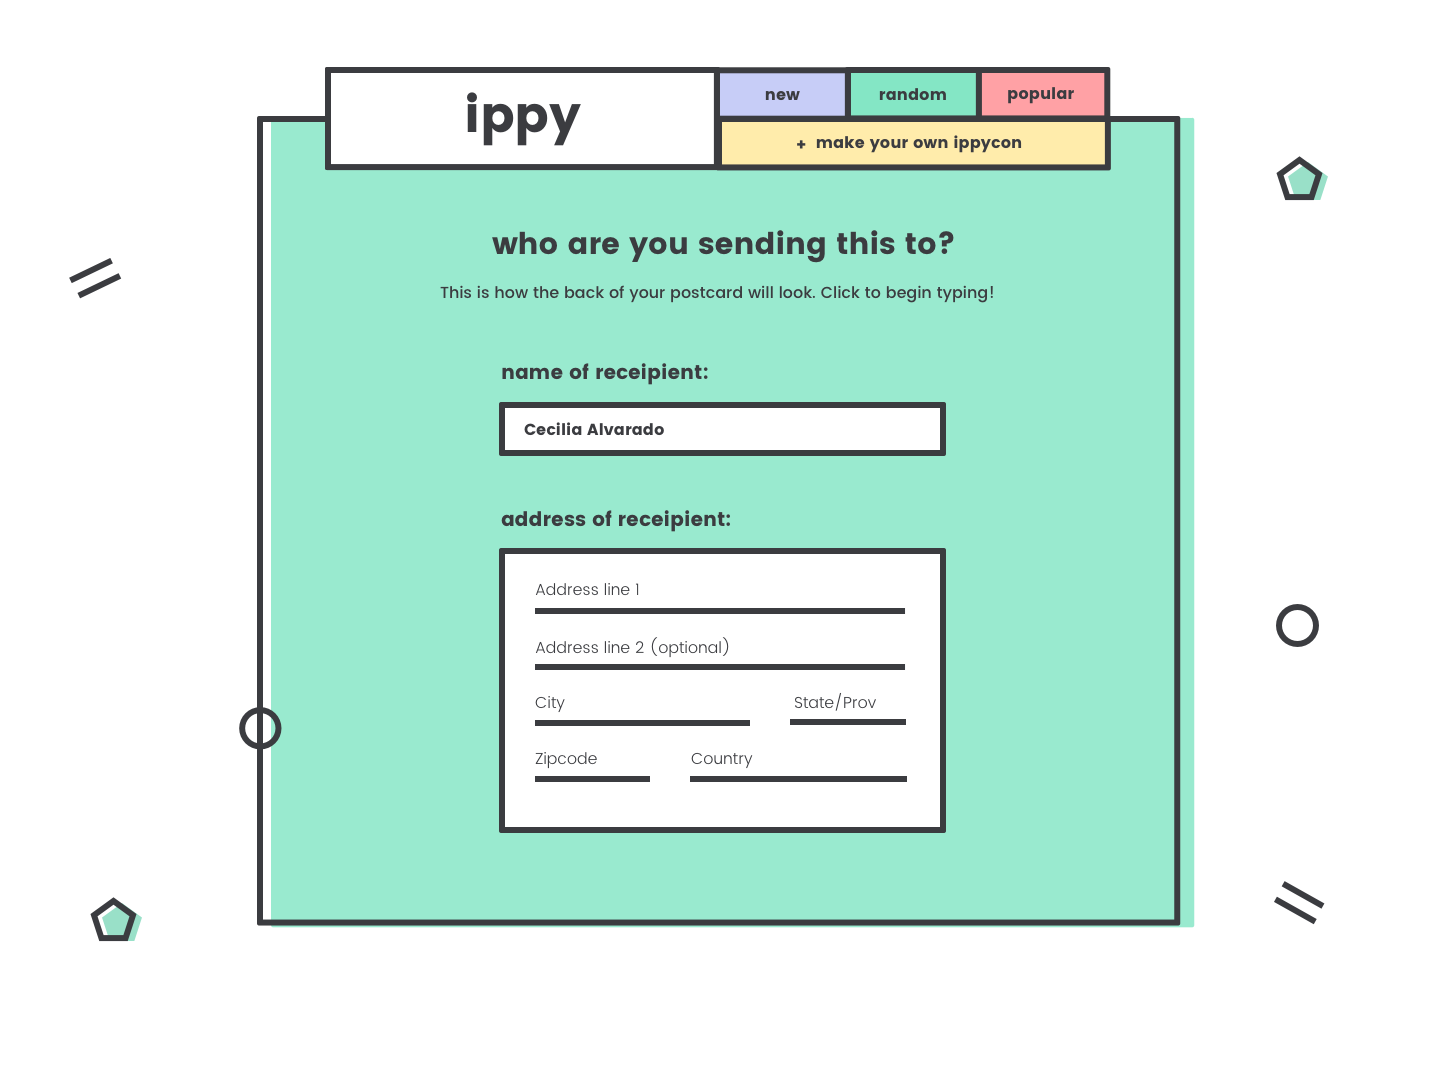 ippy
new
random
popular
+ make your own ippycon
who are you sending this to?
This is how the back of your postcard will look. Click to begin typing!
name of receipient:
Cecilia Alvarado
address of receipient:
Address line 1
Address line 2 (optional)
City
State/Prov
Zipcode
Country